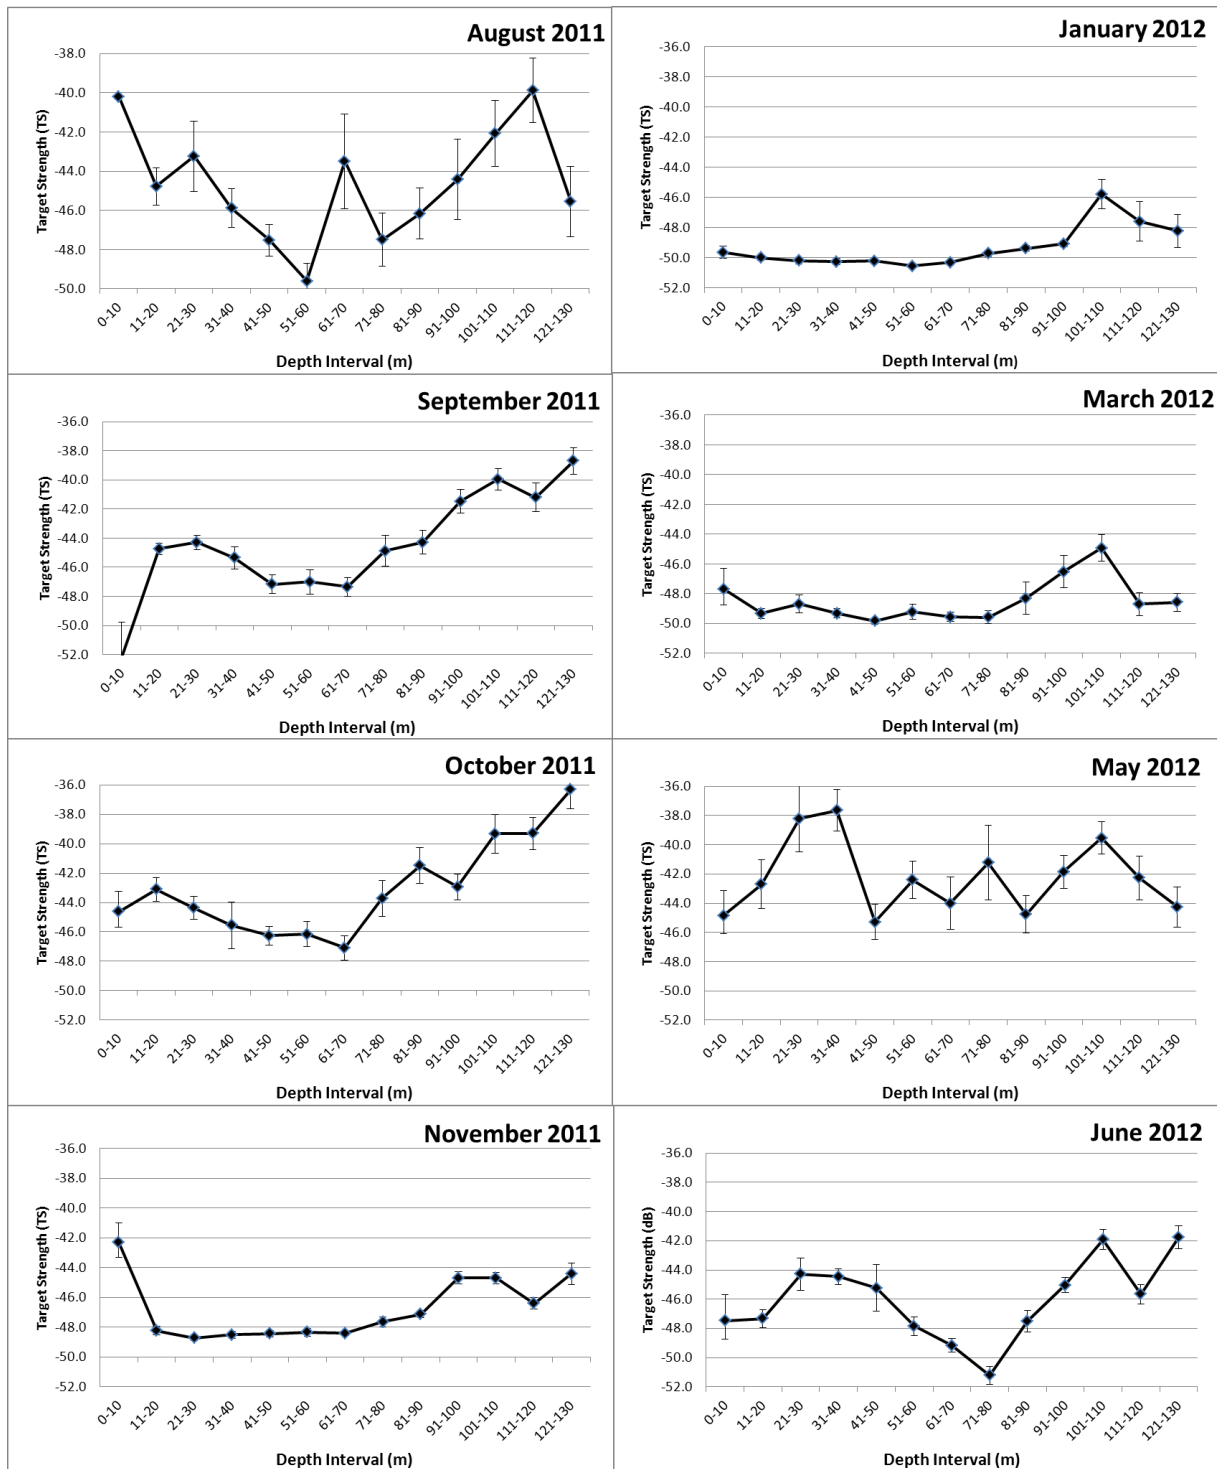 August 2011
Target Strength (TS)
-38.0
-40.0
-42.0
-44.0
-46.0
-48.0
-50.0
0-10 11-20 21-30 31-40 41-50 51-60 61-70 71-80 81-90 91-100 101-110 111-120 121-130
Depth Interval (m)
January 2012
Target Strength (TS)
-36.0
-38.0
-40.0
-42.0
-44.0
-46.0
-48.0
-50.0
-52.0
0-10 11-20 21-30 31-40 41-50 51-60 61-70 71-80 81-90 91-100 101-110 111-120 121-130
Depth Interval (m)
September 2011
Target Strength (TS)
-36.0
-38.0
-40.0
-42.0
-44.0
-46.0
-48.0
-50.0
-52.0
0-10 11-20 21-30 31-40 41-50 51-60 61-70 71-80 81-90 91-100 101-110 111-120 121-130
Depth Interval (m)
March 2012
Target Strength (TS)
-36.0
-38.0
-40.0
-42.0
-44.0
-46.0
-48.0
-50.0
-52.0
0-10 11-20 21-30 31-40 41-50 51-60 61-70 71-80 81-90 91-100 101-110 111-120 121-130
Depth Interval (m)
October 2011
Target Strength (TS)
-36.0
-38.0
-40.0
-42.0
-44.0
-46.0
-48.0
-50.0
-52.0
0-10 11-20 21-30 31-40 41-50 51-60 61-70 71-80 81-90 91-100 101-110 111-120 121-130
Depth Interval (m)
May 2012
Target Strength (TS)
-36.0
-38.0
-40.0
-42.0
-44.0
-46.0
-48.0
-50.0
-52.0
0-10 11-20 21-30 31-40 41-50 51-60 61-70 71-80 81-90 91-100 101-110 111-120 121-130
Depth Interval (m)
November 2011
Target Strength (TS)
-36.0
-38.0
-40.0
-42.0
-44.0
-46.0
-48.0
-50.0
-52.0
0-10 11-20 21-30 31-40 41-50 51-60 61-70 71-80 81-90 91-100 101-110 111-120 121-130
Depth Interval (m)
June 2012
Target Strength (dB)
-36.0
-38.0
-40.0
-42.0
-44.0
-46.0
-48.0
-50.0
-52.0
0-10 11-20 21-30 31-40 41-50 51-60 61-70 71-80 81-90 91-100 101-110 111-120 121-130
Depth Interval (m)